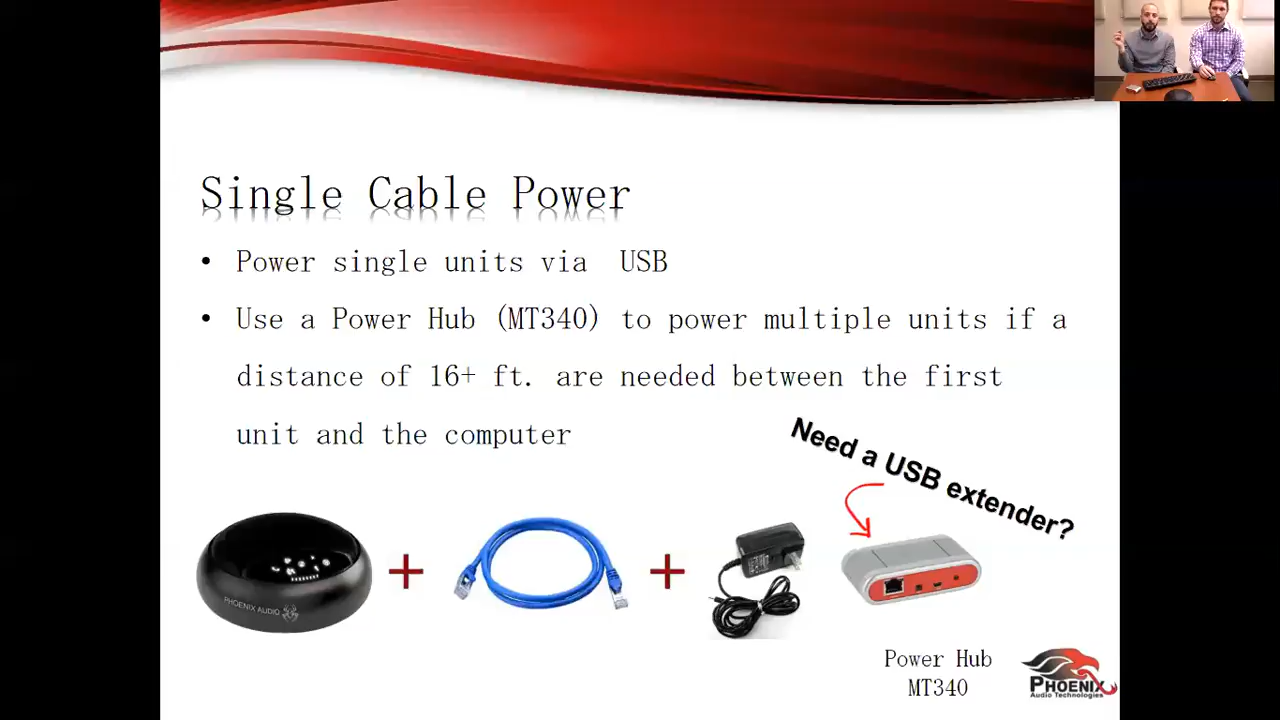 Single Cable Power
• Power single units via USB
• Use a Power Hub (MT340) to power multiple units if a
distance of 16+ ft. are needed between the first
unit and the computer
Need a USB extender?
PHOENIX AUDIO
Power Hub
MT340
PHOENIX
Audio Technologies